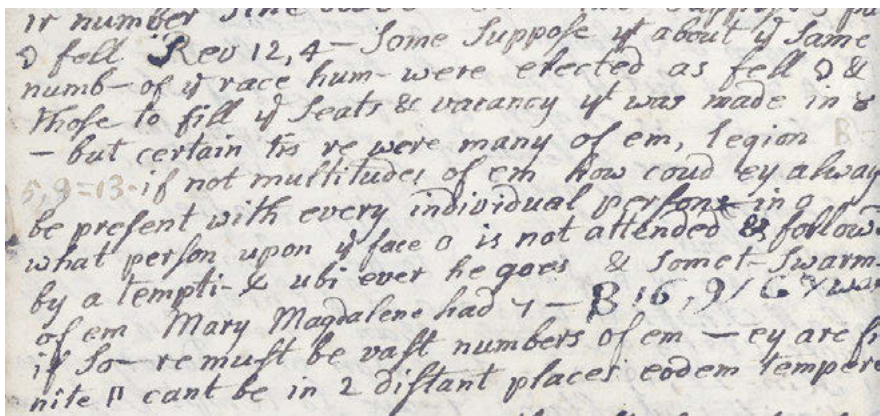 ir number
fell Rev 12, 4 – Some Suppose yt about ye Same
numb– of ye race hum– were elected as fell &
those to fill ye Seats & vacancy yt was made in
– but certain tis re were many of em, legion
5, 9 = 13. if not multitudes of em how coud ey alway
be present with every individual person in
what person upon ye face is not attended & follow
by a tempti– & ubi ever he goes & Somet– Swarm–
of em Mary Magdalene had 7 – B 16, 9/
if So – re must be vast numbers of em – ey are fi
nite cant be in 2 distant places eodem tempore